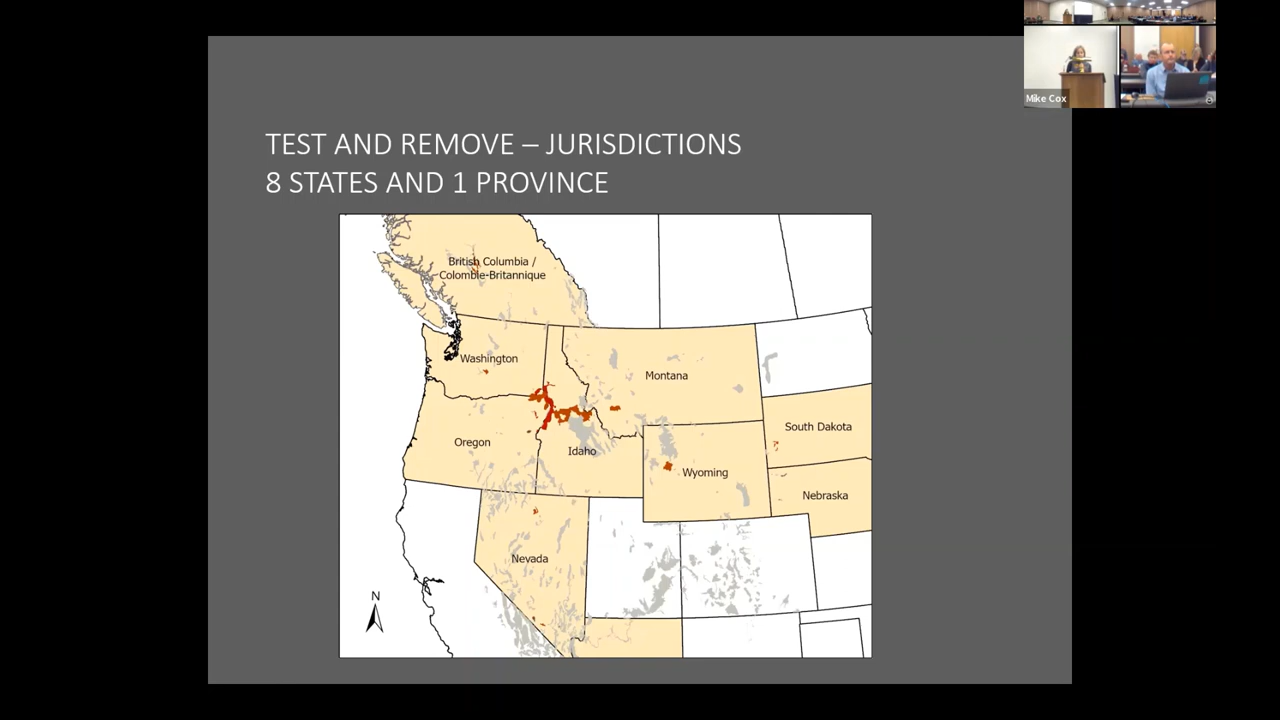 TEST AND REMOVE – JURISDICTIONS
8 STATES AND 1 PROVINCE
Mike Cox
British Columbia /
Colombie-Britannique
Washington
Montana
Oregon
Idaho
Wyoming
South Dakota
Nebraska
Nevada
N